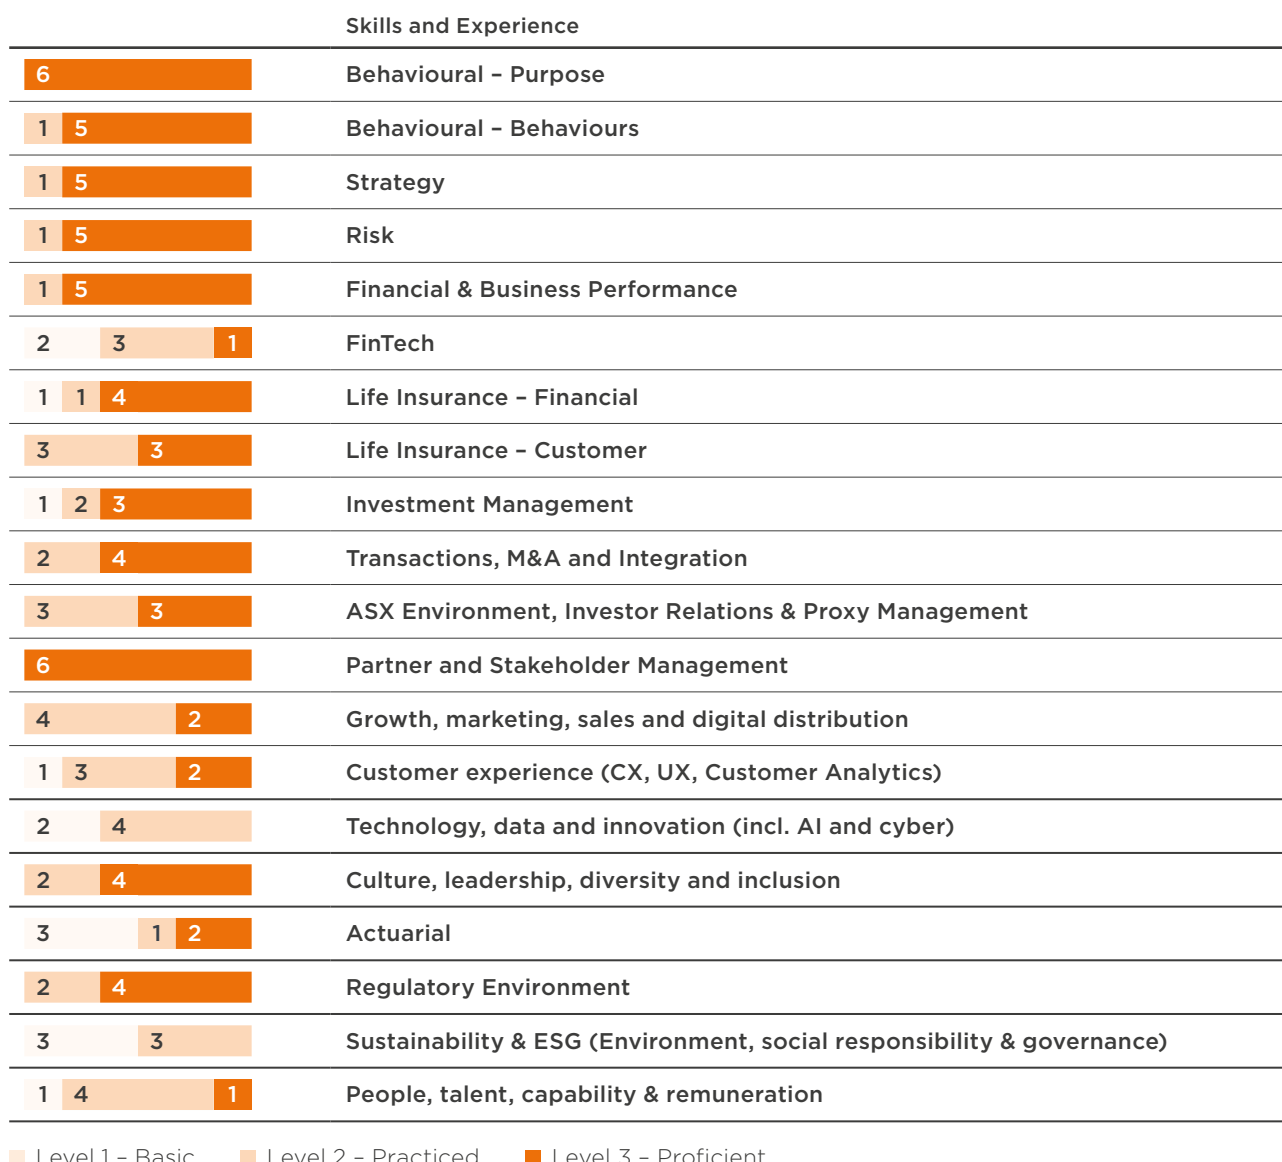 Skills and Experience
6 Behavioural – Purpose
1 5 Behavioural – Behaviours
1 5 Strategy
1 5 Risk
1 5 Financial & Business Performance
2 3 1 FinTech
1 1 4 Life Insurance – Financial
3 3 Life Insurance – Customer
1 2 3 Investment Management
2 4 Transactions, M&A and Integration
3 3 ASX Environment, Investor Relations & Proxy Management
6 Partner and Stakeholder Management
4 2 Growth, marketing, sales and digital distribution
1 3 2 Customer experience (CX, UX, Customer Analytics)
2 4 Technology, data and innovation (incl. AI and cyber)
2 4 Culture, leadership, diversity and inclusion
3 1 2 Actuarial
2 4 Regulatory Environment
3 3 Sustainability & ESG (Environment, social responsibility & governance)
1 4 1 People, talent, capability & remuneration
Level 1 – Basic Level 2 – Practiced Level 3 – Proficient